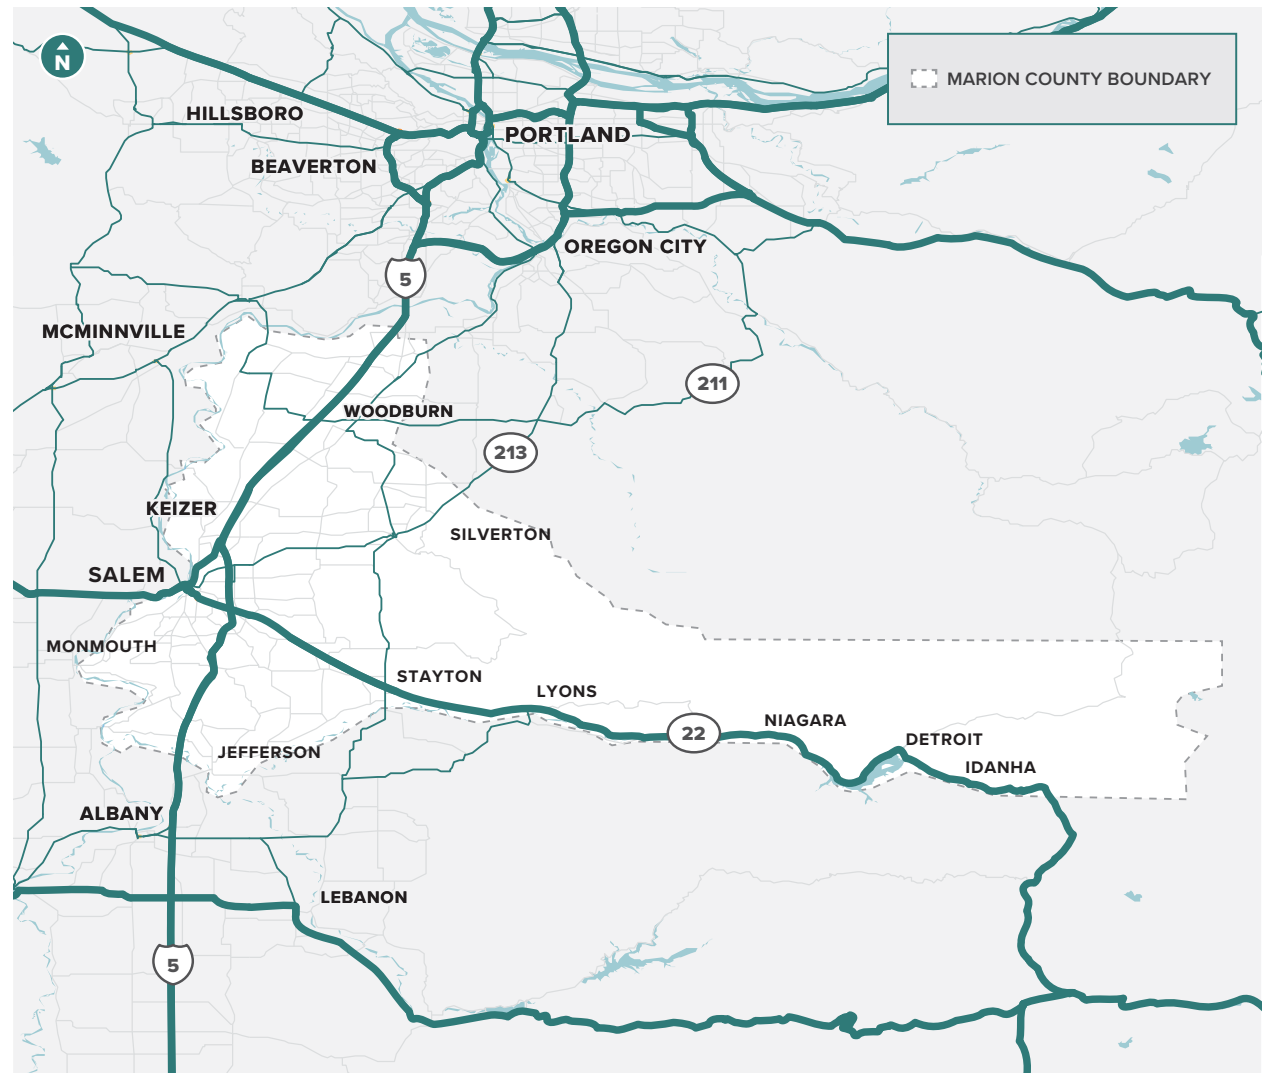 N
MARION COUNTY BOUNDARY
HILLSBORO
PORTLAND
BEAVERTON
OREGON CITY
5
MCMINNVILLE
211
WOODBURN
213
KEIZER
SILVERTON
SALEM
MONMOUTH
STAYTON
LYONS
NIAGARA
22
DETROIT
JEFFERSON
IDANHA
ALBANY
LEBANON
5